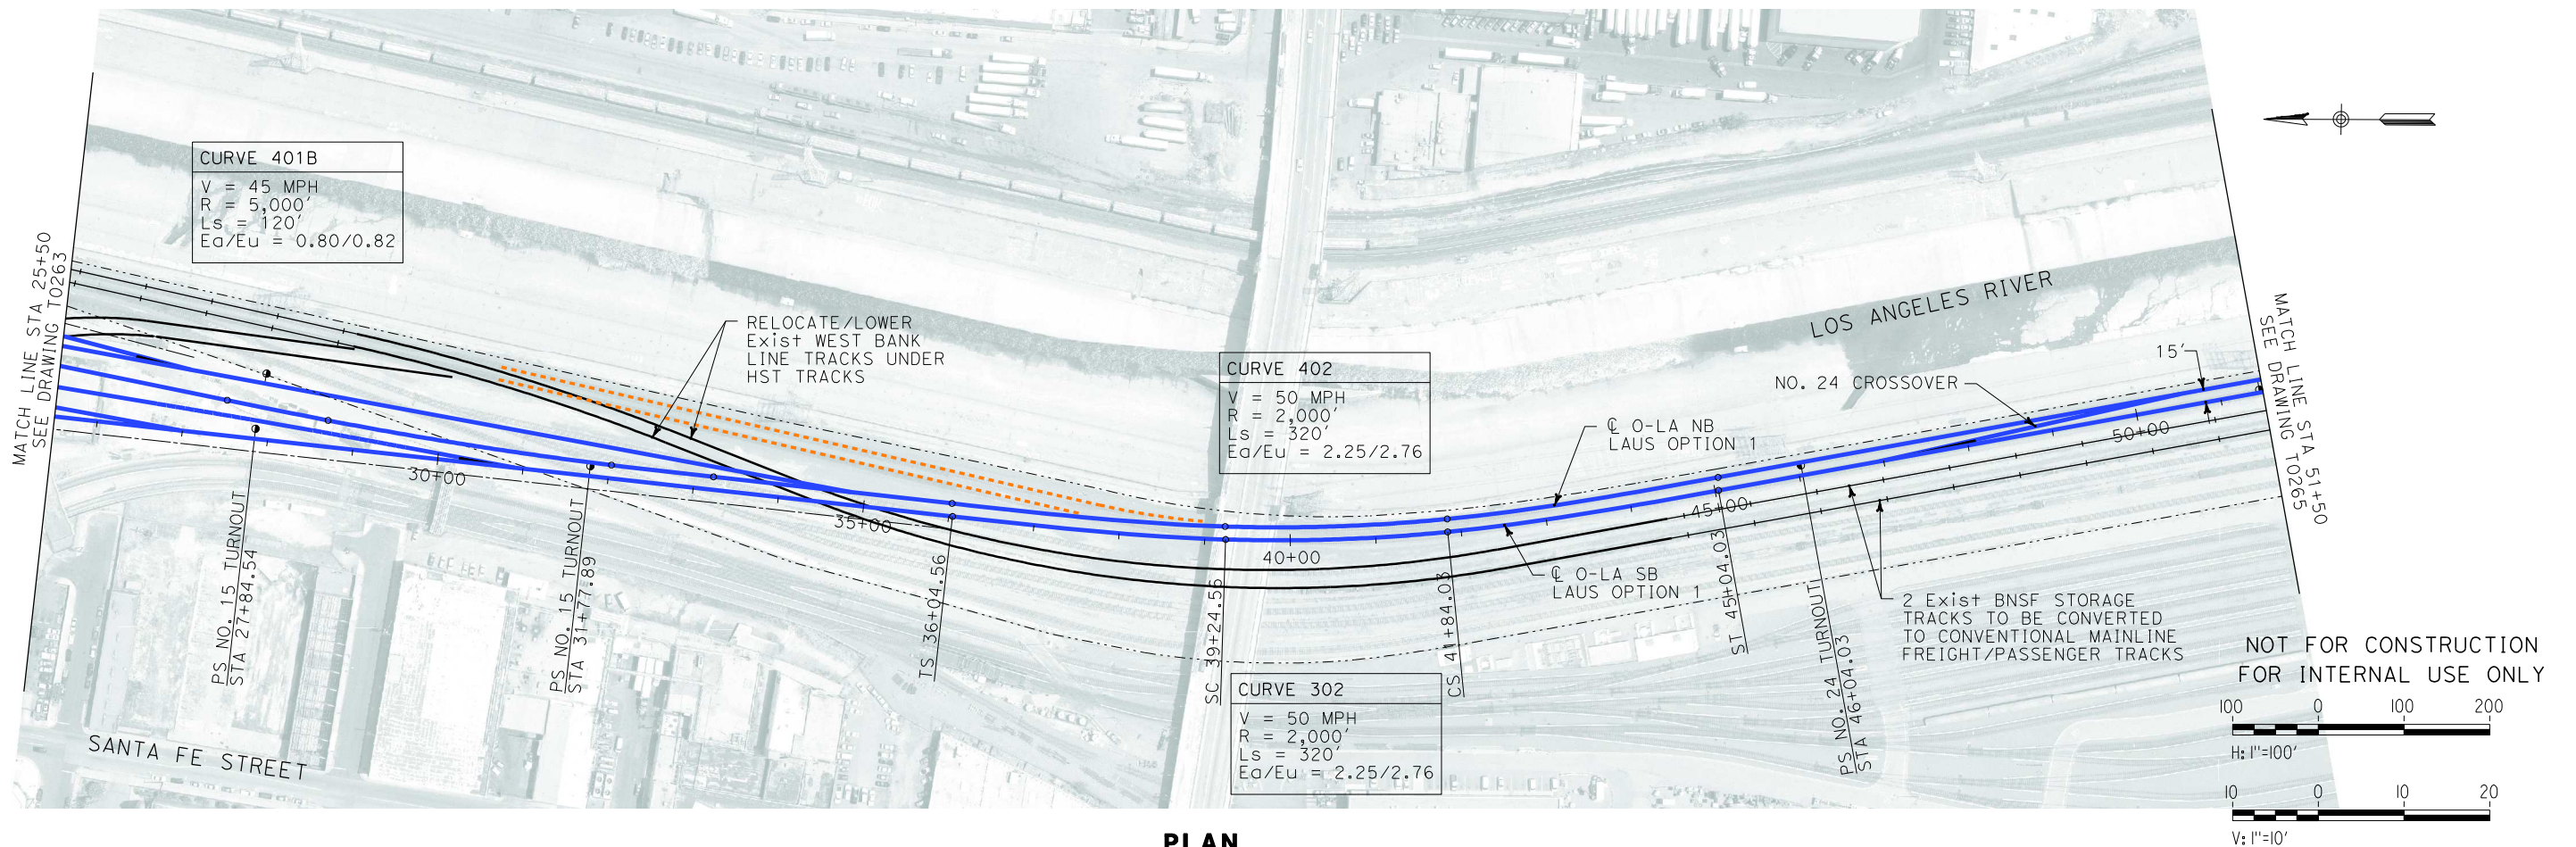 CURVE 401B
V = 45 MPH
R = 5,000'
Ls = 120'
Ea/Eu = 0.80/0.82
MATCH LINE STA 25+50
SEE DRAWING T0263
RELOCATE/LOWER
Exist WEST BANK
LINE TRACKS UNDER
HST TRACKS
CURVE 402
V = 50 MPH
R = 2,000'
Ls = 320'
Ea/Eu = 2.25/2.76
LOS ANGELES RIVER
15'
NO. 24 CROSSOVER
℄ O-LA NB
LAUS OPTION 1
MATCH LINE STA 51+50
SEE DRAWING T0265
30+00
35+00
40+00
45+00
50+00
PS NO. 15 TURNOUT
STA 27+84.54
PS NO. 15 TURNOUT
STA 31+77.89
TS 36+04.56
SC 39+24.56
CS 41+84.03
ST 45+04.03
PS NO. 24 TURNOUT
STA 46+04.03
℄ O-LA SB
LAUS OPTION 1
2 Exist BNSF STORAGE
TRACKS TO BE CONVERTED
TO CONVENTIONAL MAINLINE
FREIGHT/PASSENGER TRACKS
CURVE 302
V = 50 MPH
R = 2,000'
Ls = 320'
Ea/Eu = 2.25/2.76
SANTA FE STREET
NOT FOR CONSTRUCTION
FOR INTERNAL USE ONLY
100 0 100 200
H: 1"=100'
10 0 10 20
V: 1"=10'
PLAN